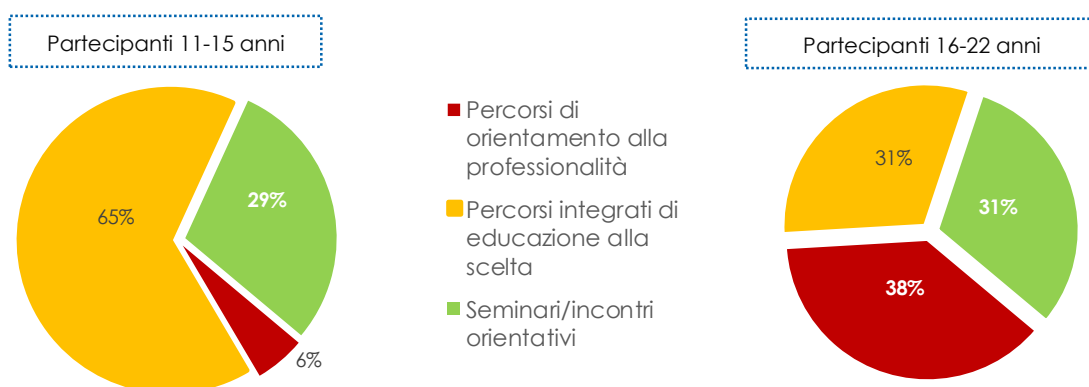 Partecipanti 11-15 anni
65%
29%
6%
Percorsi di
orientamento alla
professionalità
Percorsi integrati di
educazione alla
scelta
Seminari/incontri
orientativi
Partecipanti 16-22 anni
31%
31%
38%